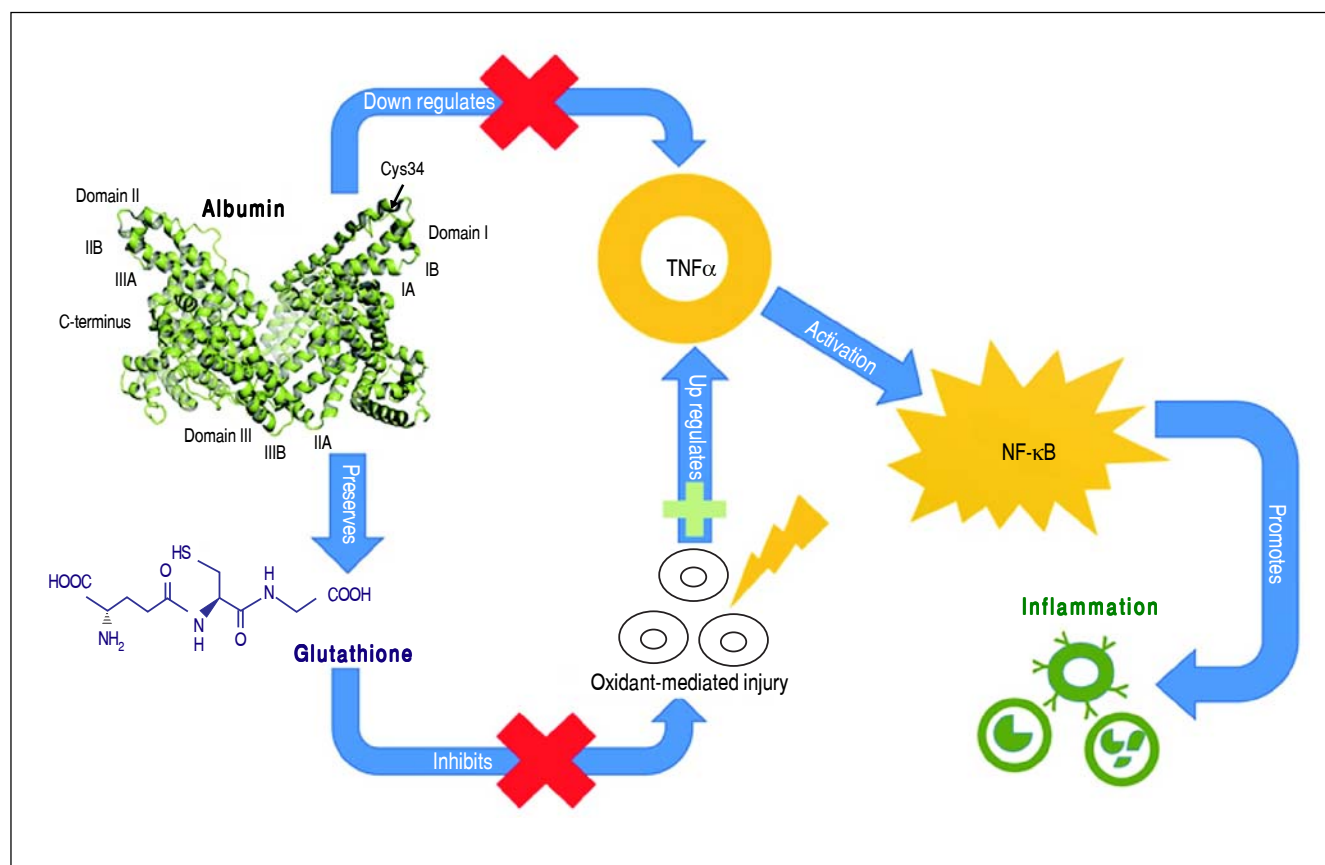 Down regulates
Cys34
Domain II
Albumin
Domain I
IIB
IB
IIIA
IA
TNFα
C-terminus
Activation
Up regulates
Domain III
IIIB
IIA
NF-κB
Preserves
Promotes
HS
O
H
HOOC
N
COOH
NH2
N
H
O
Inflammation
Glutathione
Oxidant-mediated injury
Inhibits